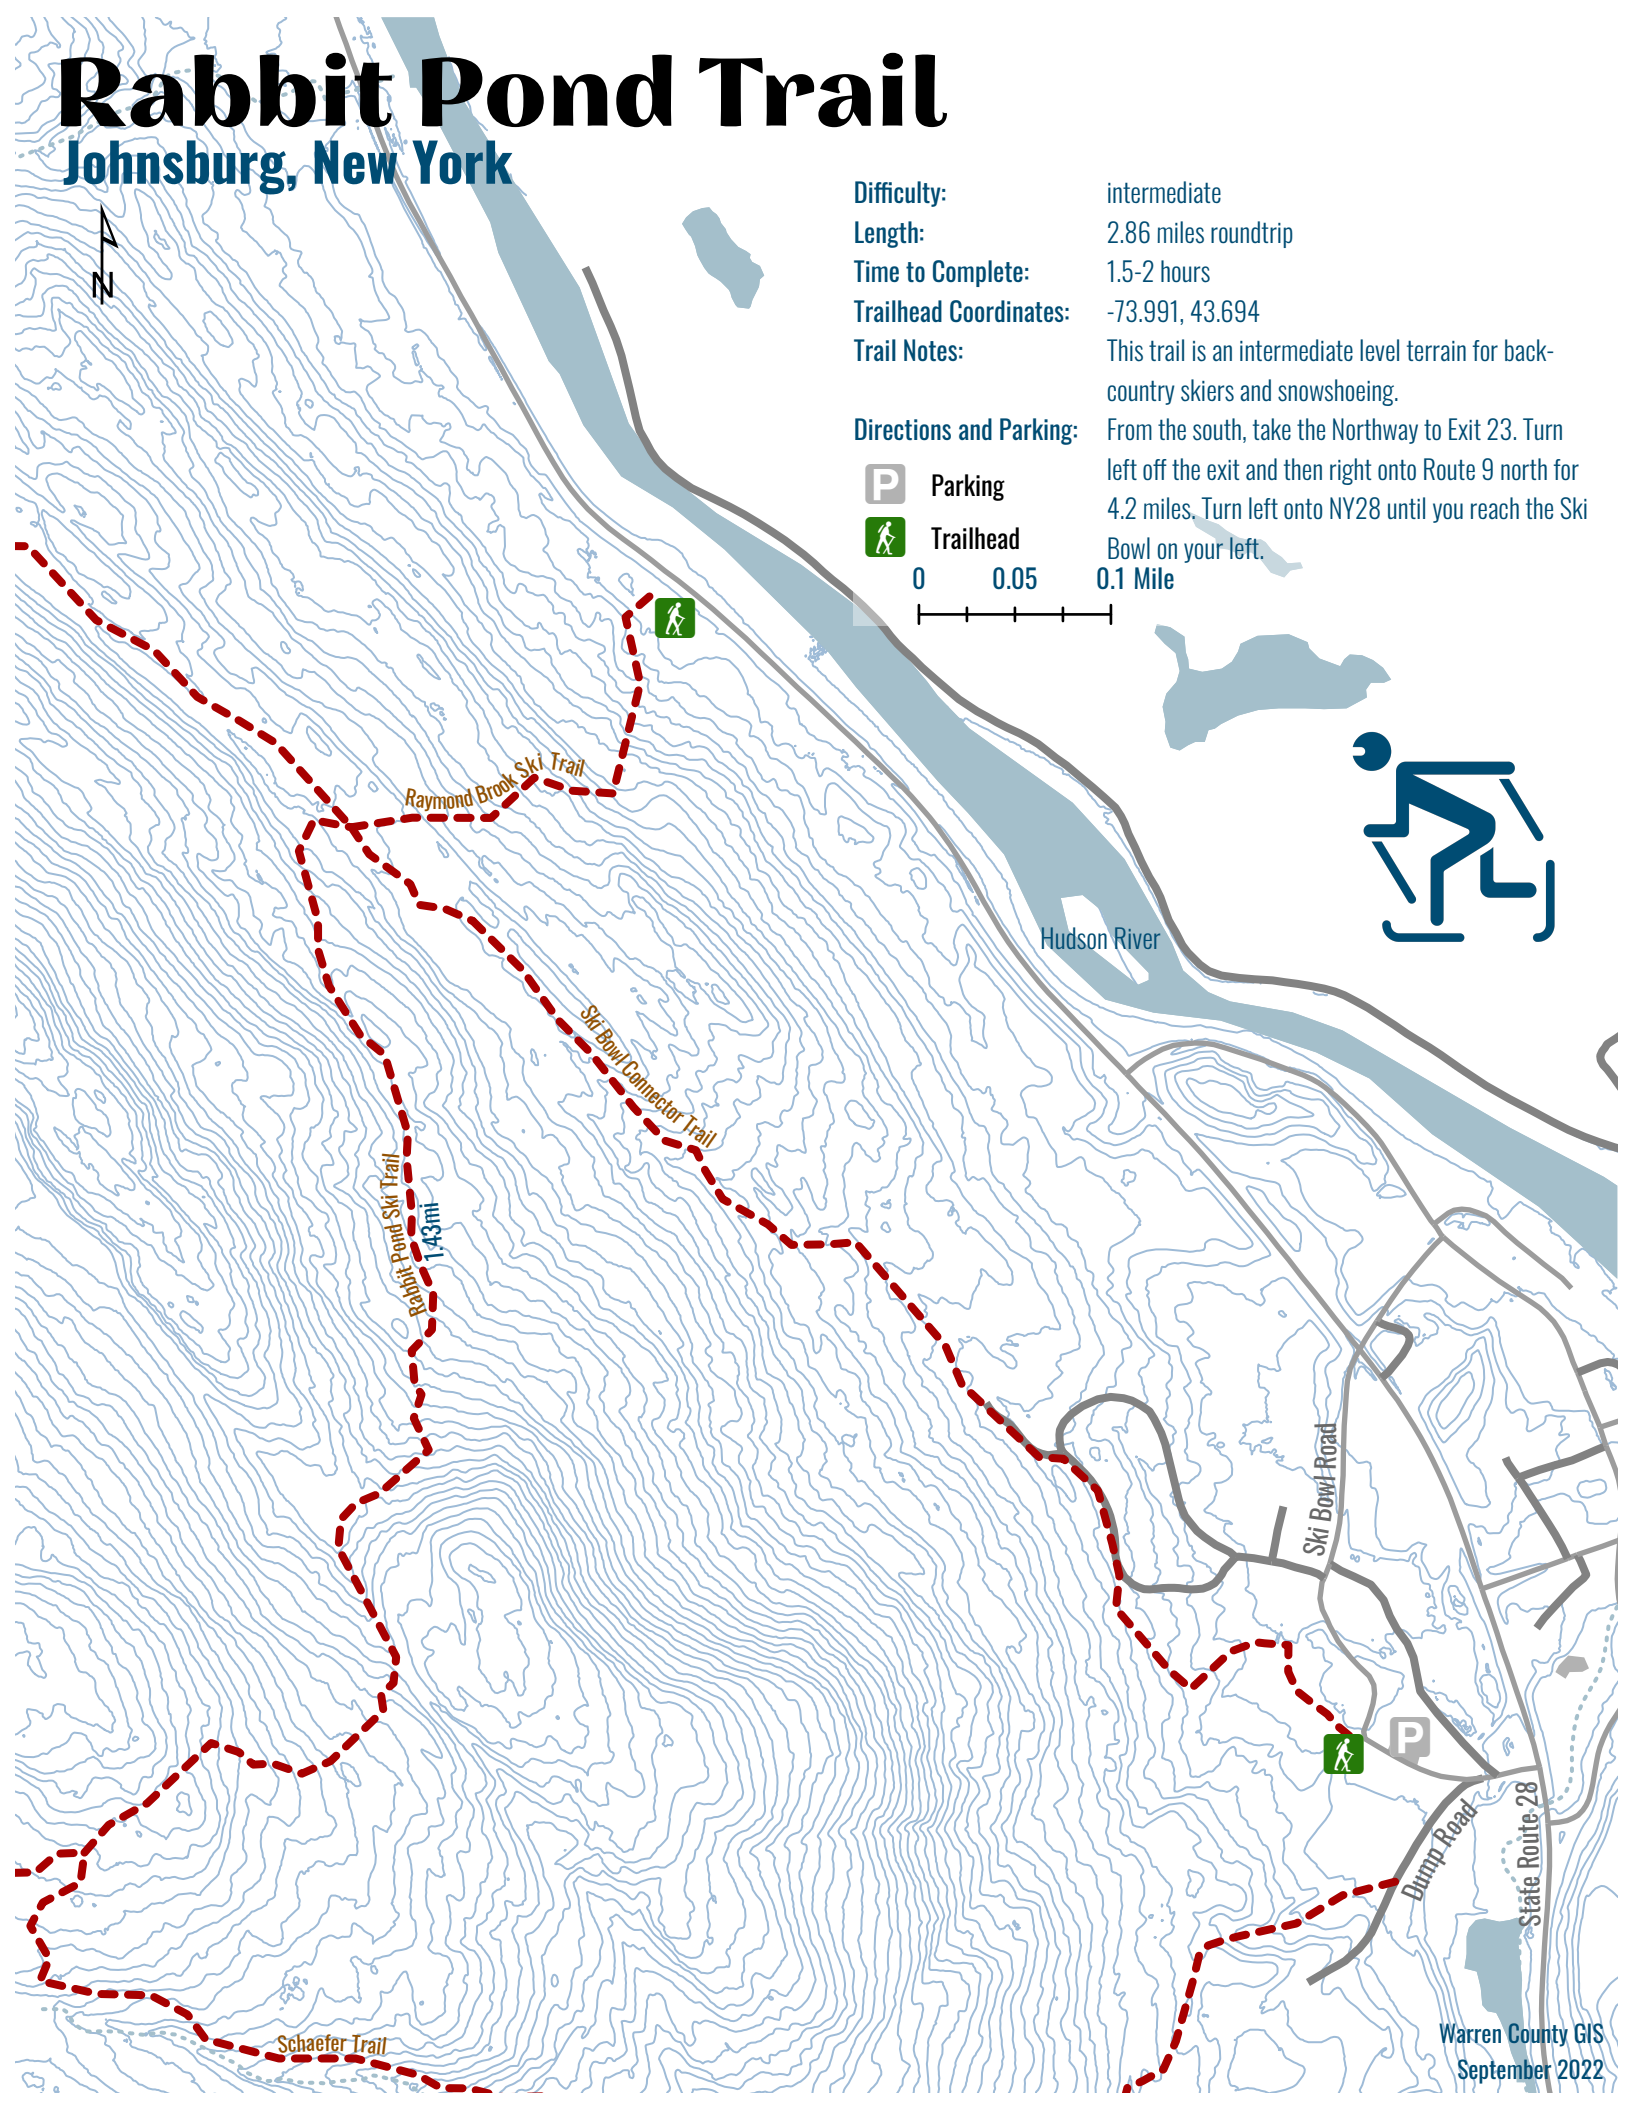 Rabbit Pond Trail
Johnsburg, New York
N
Difficulty: intermediate
Length: 2.86 miles roundtrip
Time to Complete: 1.5-2 hours
Trailhead Coordinates: -73.991, 43.694
Trail Notes: This trail is an intermediate level terrain for back-
country skiers and snowshoeing.
Directions and Parking: From the south, take the Northway to Exit 23. Turn
left off the exit and then right onto Route 9 north for
4.2 miles. Turn left onto NY28 until you reach the Ski
Bowl on your left.
P Parking
Trailhead
0 0.05 0.1 Mile
Raymond Brook Ski Trail
Hudson River
Ski Bowl Connector Trail
Rabbit Pond Ski Trail
1.43mi
Ski Bowl Road
P
Dump Road
State Route 28
Schaefer Trail
Warren County GIS
September 2022